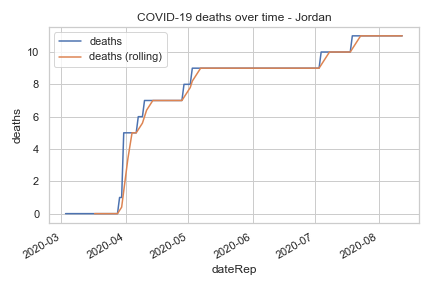 COVID-19 deaths over time - Jordan
deaths
deaths (rolling)
deaths
10
8
6
4
2
0
2020-03
2020-04
2020-05
2020-06
2020-07
2020-08
dateRep